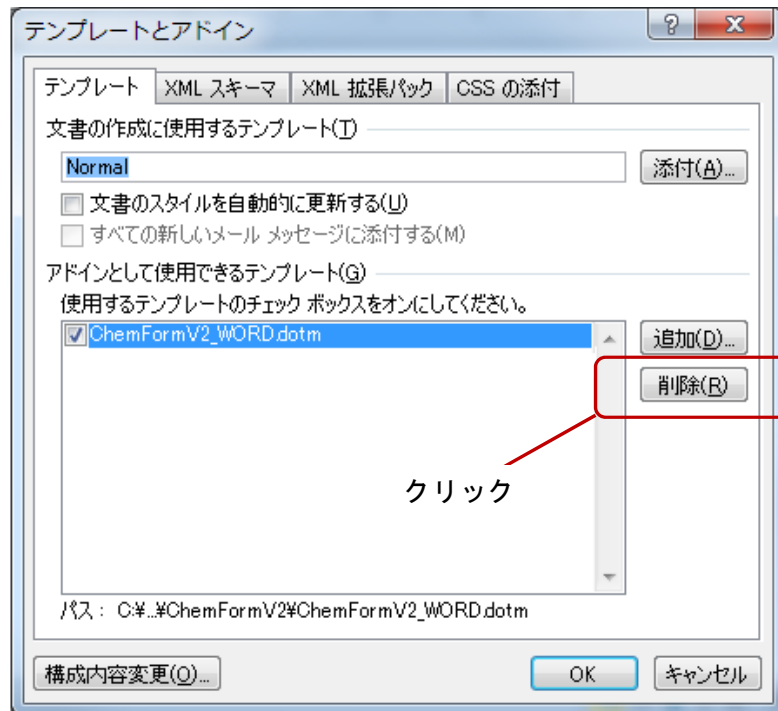 テンプレートとアドイン
テンプレート XML スキーマ XML 拡張パック CSS の添付
文書の作成に使用するテンプレート(T)
Normal 添付(A)...
文書のスタイルを自動的に更新する(U)
すべての新しいメール メッセージに添付する(M)
アドインとして使用できるテンプレート(G)
使用するテンプレートのチェック ボックスをオンにしてください。
ChemFormV2_WORD.dotm 追加(D)...
削除(R)
クリック
パス: C:¥...¥ChemFormV2¥ChemFormV2_WORD.dotm
構成内容変更(O)... OK キャンセル